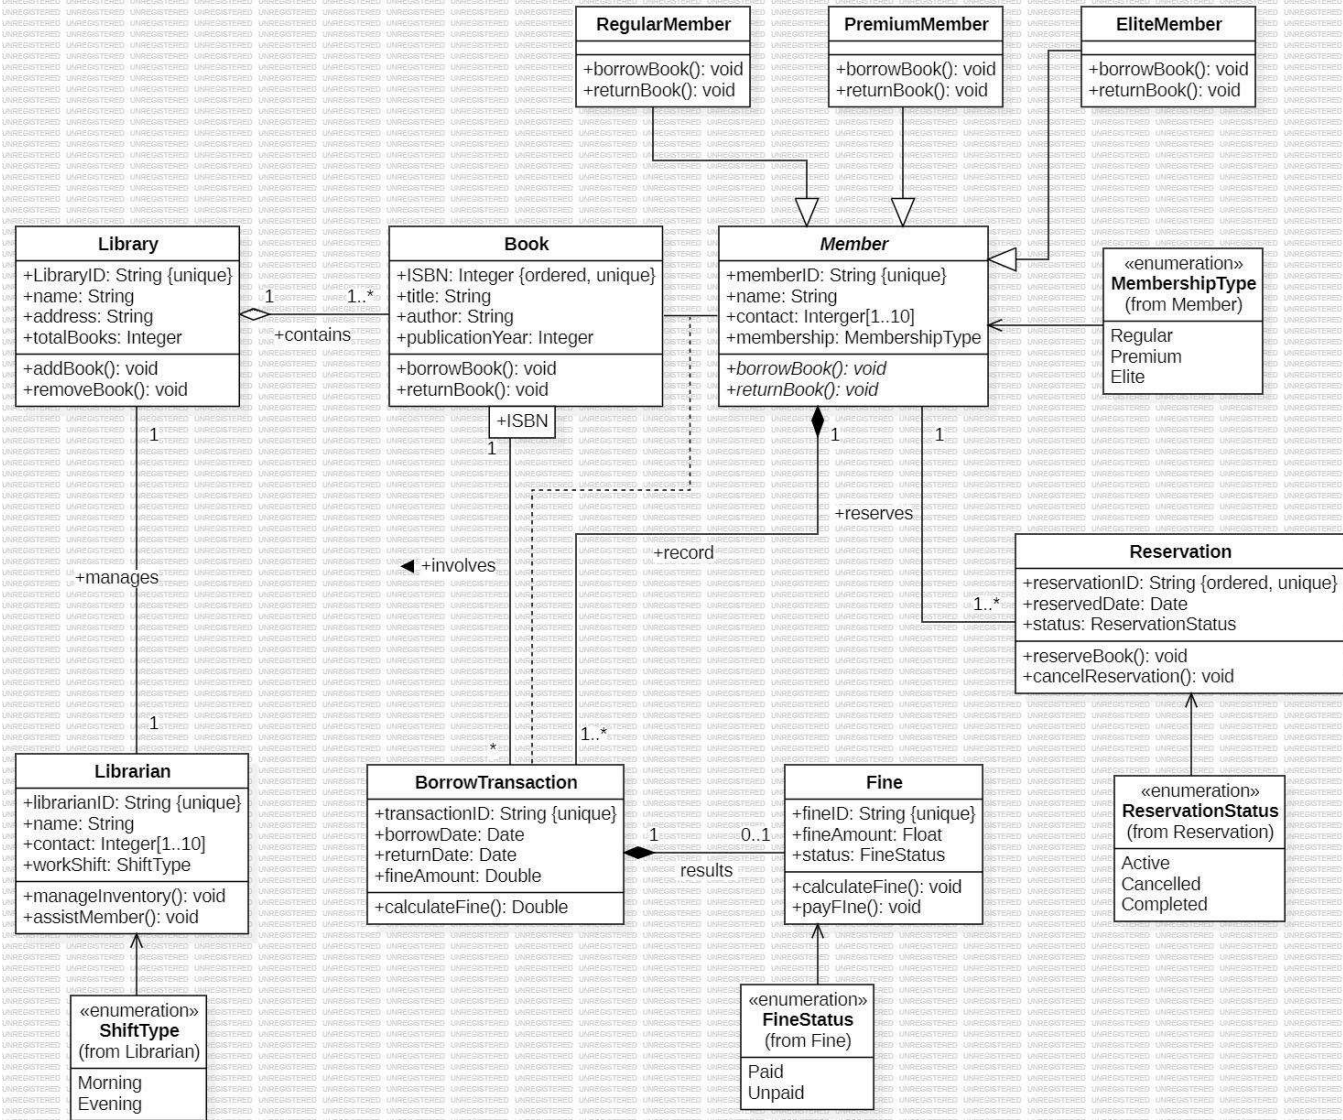 RegularMember
+borrowBook(): void
+returnBook(): void
PremiumMember
+borrowBook(): void
+returnBook(): void
EliteMember
+borrowBook(): void
+returnBook(): void
Library
+LibraryID: String {unique}
+name: String
+address: String
+totalBooks: Integer
+addBook(): void
+removeBook(): void
1
1..*
+contains
Book
+ISBN: Integer {ordered, unique}
+title: String
+author: String
+publicationYear: Integer
+borrowBook(): void
+returnBook(): void
+ISBN
Member
+memberID: String {unique}
+name: String
+contact: Interger[1..10]
+membership: MembershipType
+borrowBook(): void
+returnBook(): void
«enumeration»
MembershipType
(from Member)
Regular
Premium
Elite
1
1
1
1
+reserves
+record
+involves
+manages
1..*
1
*
1..*
Reservation
+reservationID: String {ordered, unique}
+reservedDate: Date
+status: ReservationStatus
+reserveBook(): void
+cancelReservation(): void
Librarian
+librarianID: String {unique}
+name: String
+contact: Integer[1..10]
+workShift: ShiftType
+manageInventory(): void
+assistMember(): void
BorrowTransaction
+transactionID: String {unique}
+borrowDate: Date
+returnDate: Date
+fineAmount: Double
+calculateFine(): Double
1
0..1
results
Fine
+fineID: String {unique}
+fineAmount: Float
+status: FineStatus
+calculateFine(): void
+payFIne(): void
«enumeration»
ReservationStatus
(from Reservation)
Active
Cancelled
Completed
«enumeration»
ShiftType
(from Librarian)
Morning
Evening
«enumeration»
FineStatus
(from Fine)
Paid
Unpaid
UNREGISTERED